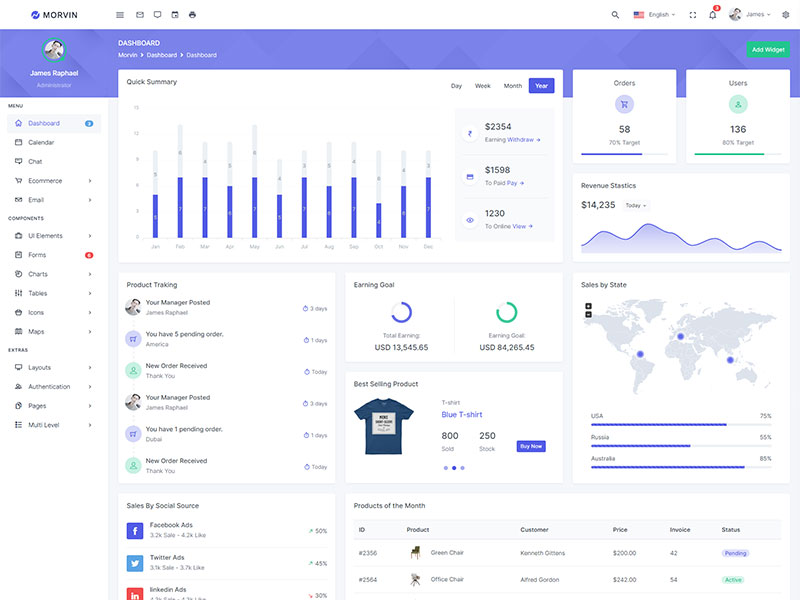 MORVIN
English
3
James
James Raphael
Administrator
MENU
Dashboard
Calendar
Chat
Ecommerce
Email
COMPONENTS
UI Elements
Forms
Charts
Tables
Icons
Maps
EXTRAS
Layouts
Authentication
Pages
Multi Level
DASHBOARD
Morvin > Dashboard > Dashboard
Add Widget
Quick Summary
Day Week Month Year
15
12
9
6
3
0
Jan Feb Mar Apr May Jun Jul Aug Sep Oct Nov Dec
$2354
Earning Withdraw →
$1598
To Paid Pay →
1230
To Online View →
Orders
58
70% Target
Users
136
80% Target
Revenue Stastics
$14,235 Today
Product Traking
Your Manager Posted
James Raphael
3 days
You have 5 pending order.
America
1 days
New Order Received
Thank You
Today
Your Manager Posted
James Raphael
3 days
You have 1 pending order.
Dubai
1 days
New Order Received
Thank You
Today
Earning Goal
Total Earning:
USD 13,545.65
Earning Goal:
USD 84,265.45
Best Selling Product
T-shirt
Blue T-shirt
800 250
Sold Stock
Buy Now
Sales by State
+
−
USA 75%
Russia 55%
Australia 85%
Sales By Social Source
Facebook Ads
3.2k Sale - 4.2k Like
50%
Twitter Ads
3.1k Sale - 3.7k Like
45%
linkedin Ads
30%
Products of the Month
ID Product Customer Price Invoice Status
#2356 Green Chair Kenneth Gittens $200.00 42 Pending
#2564 Office Chair Alfred Gordon $242.00 54 Active